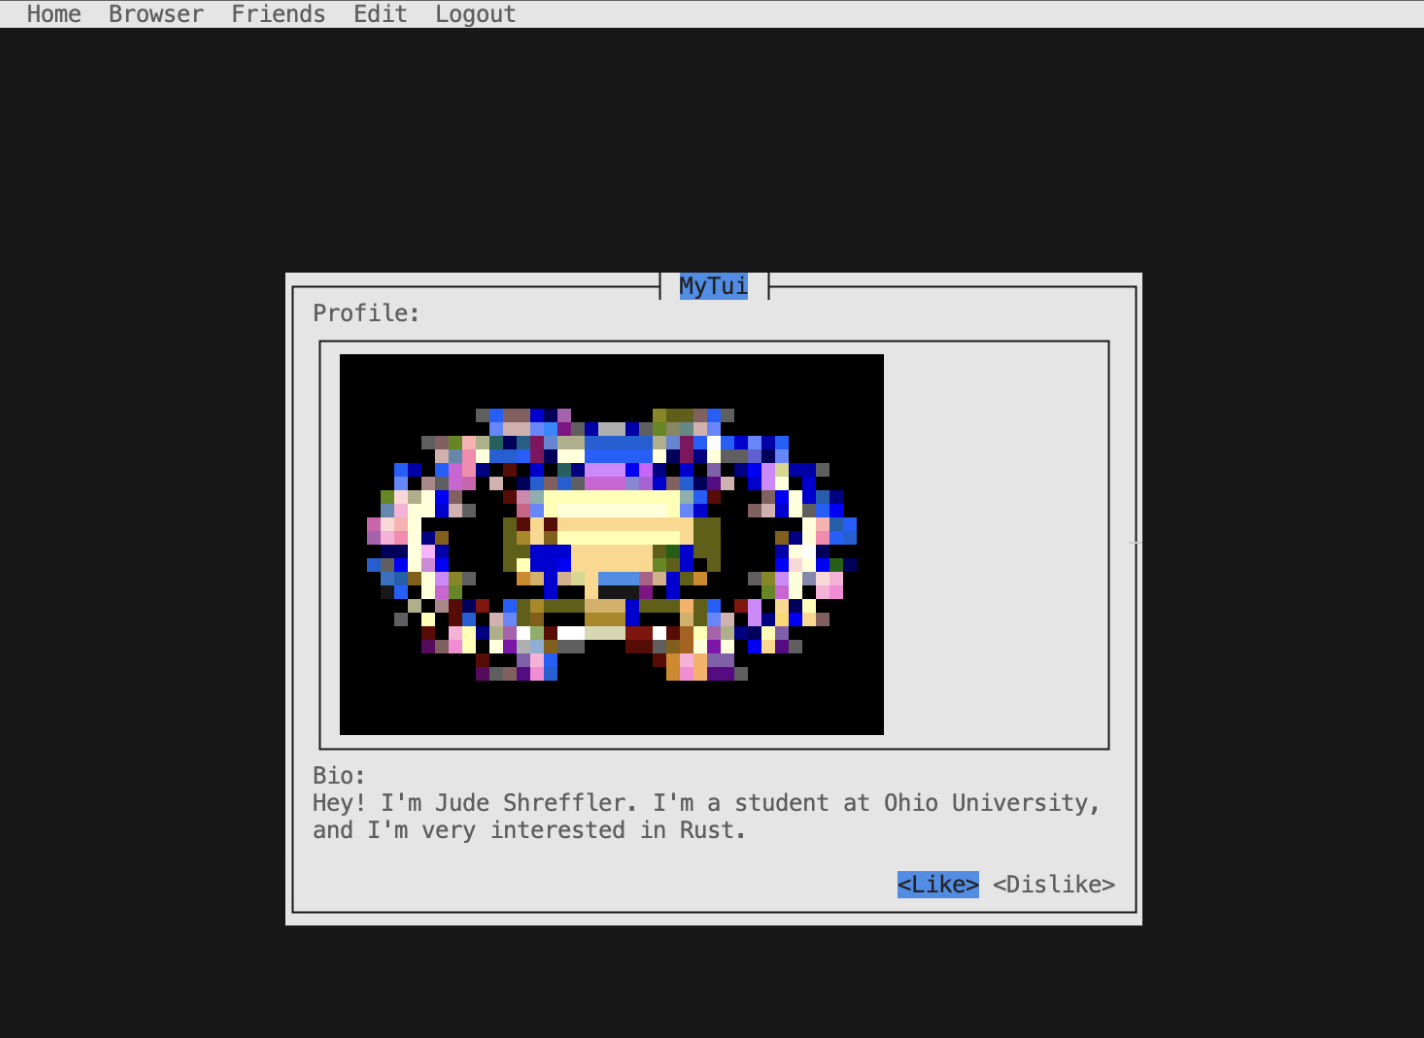 Home Browser Friends Edit Logout
MyTui
Profile:
Bio:
Hey! I'm Jude Shreffler. I'm a student at Ohio University,
and I'm very interested in Rust.
<Like> <Dislike>